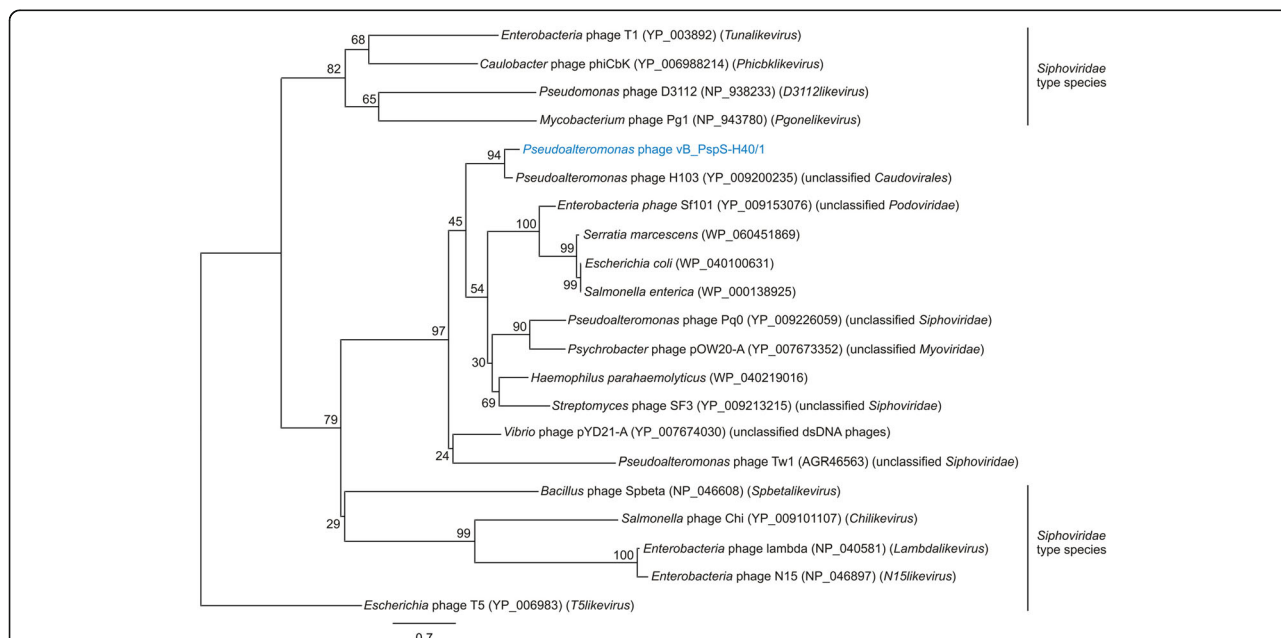 68
Enterobacteria phage T1 (YP_003892) (Tunalikevirus)
82
Caulobacter phage phiCbK (YP_006988214) (Phicbklikevirus)
Siphoviridae
type species
65
Pseudomonas phage D3112 (NP_938233) (D3112likevirus)
Mycobacterium phage Pg1 (NP_943780) (Pgonelikevirus)
94
Pseudoalteromonas phage vB_PspS-H40/1
Pseudoalteromonas phage H103 (YP_009200235) (unclassified Caudovirales)
45
Enterobacteria phage Sf101 (YP_009153076) (unclassified Podoviridae)
100
Serratia marcescens (WP_060451869)
99
Escherichia coli (WP_040100631)
99
Salmonella enterica (WP_000138925)
54
Pseudoalteromonas phage Pq0 (YP_009226059) (unclassified Siphoviridae)
90
97
Psychrobacter phage pOW20-A (YP_007673352) (unclassified Myoviridae)
30
Haemophilus parahaemolyticus (WP_040219016)
69
Streptomyces phage SF3 (YP_009213215) (unclassified Siphoviridae)
79
Vibrio phage pYD21-A (YP_007674030) (unclassified dsDNA phages)
24
Pseudoalteromonas phage Tw1 (AGR46563) (unclassified Siphoviridae)
Bacillus phage Spbeta (NP_046608) (Spbetalikevirus)
29
Salmonella phage Chi (YP_009101107) (Chilikevirus)
99
Siphoviridae
type species
Enterobacteria phage lambda (NP_040581) (Lambdalikevirus)
100
Enterobacteria phage N15 (NP_046897) (N15likevirus)
Escherichia phage T5 (YP_006983) (T5likevirus)
0.7